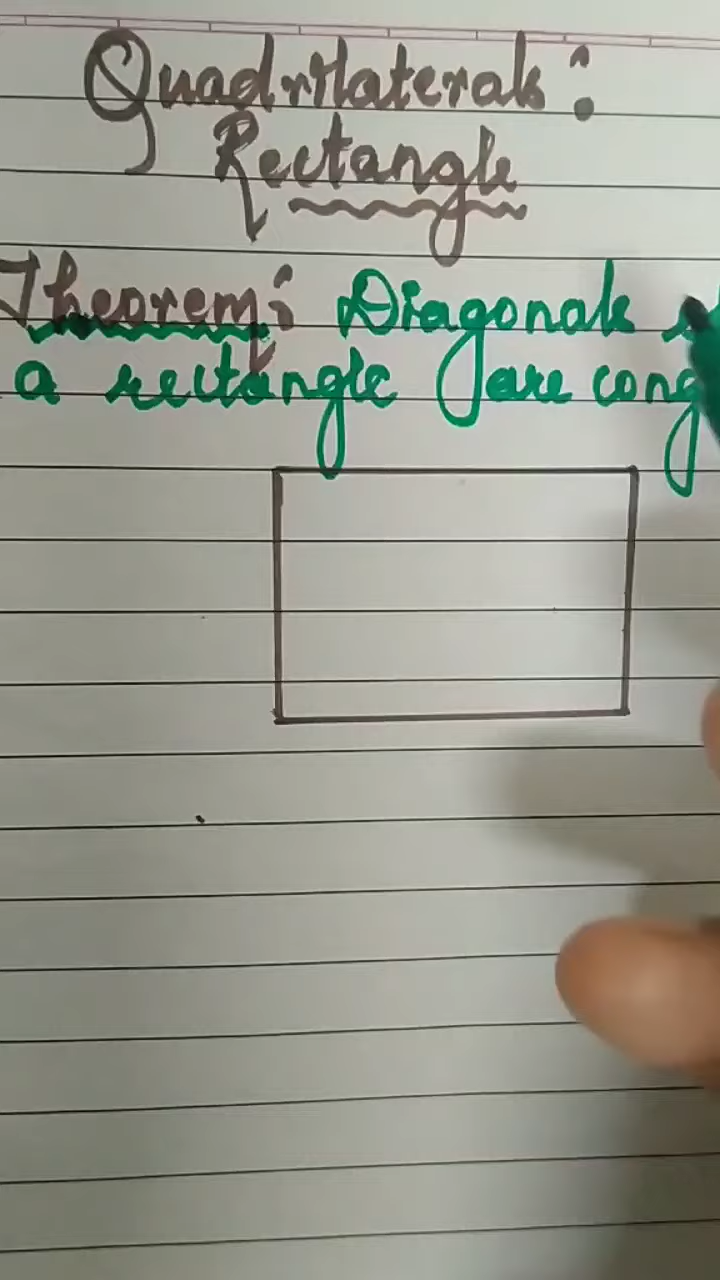 Quadrilaterals:
Rectangle
Theorem: Diagonals
a rectangle are cong